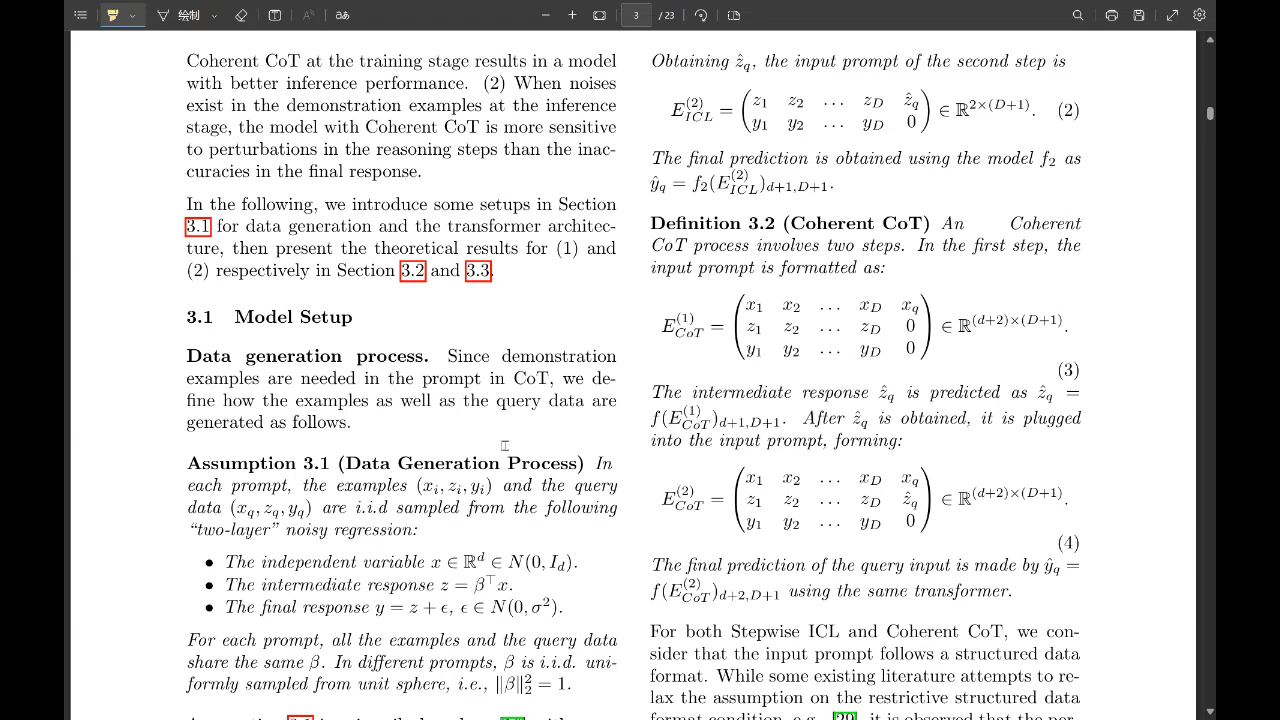 绘制
aあ
3
/ 23
Coherent CoT at the training stage results in a model
with better inference performance. (2) When noises
exist in the demonstration examples at the inference
stage, the model with Coherent CoT is more sensitive
to perturbations in the reasoning steps than the inac-
curacies in the final response.
In the following, we introduce some setups in Section
3.1 for data generation and the transformer architec-
ture, then present the theoretical results for (1) and
(2) respectively in Section 3.2 and 3.3.
3.1 Model Setup
Data generation process. Since demonstration
examples are needed in the prompt in CoT, we de-
fine how the examples as well as the query data are
generated as follows.
Assumption 3.1 (Data Generation Process) In
each prompt, the examples (x_i, z_i, y_i) and the query
data (x_q, z_q, y_q) are i.i.d sampled from the following
“two-layer” noisy regression:
• The independent variable x ∈ ℝ^d ∈ N(0, I_d).
• The intermediate response z = β^⊤x.
• The final response y = z + ϵ, ϵ ∈ N(0, σ²).
For each prompt, all the examples and the query data
share the same β. In different prompts, β is i.i.d. uni-
formly sampled from unit sphere, i.e., ‖β‖₂² = 1.
Obtaining ẑ_q, the input prompt of the second step is
E_{ICL}^{(2)} = ( z_1 z_2 … z_D ẑ_q
y_1 y_2 … y_D 0 ) ∈ ℝ^{2×(D+1)}. (2)
The final prediction is obtained using the model f_2 as
ŷ_q = f_2(E_{ICL}^{(2)})_{d+1,D+1}.
Definition 3.2 (Coherent CoT) An Coherent
CoT process involves two steps. In the first step, the
input prompt is formatted as:
E_{CoT}^{(1)} = ( x_1 x_2 … x_D x_q
z_1 z_2 … z_D 0
y_1 y_2 … y_D 0 ) ∈ ℝ^{(d+2)×(D+1)}.
(3)
The intermediate response ẑ_q is predicted as ẑ_q =
f(E_{CoT}^{(1)})_{d+1,D+1}. After ẑ_q is obtained, it is plugged
into the input prompt, forming:
E_{CoT}^{(2)} = ( x_1 x_2 … x_D x_q
z_1 z_2 … z_D ẑ_q
y_1 y_2 … y_D 0 ) ∈ ℝ^{(d+2)×(D+1)}.
(4)
The final prediction of the query input is made by ŷ_q =
f(E_{CoT}^{(2)})_{d+2,D+1} using the same transformer.
For both Stepwise ICL and Coherent CoT, we con-
sider that the input prompt follows a structured data
format. While some existing literature attempts to re-
lax the assumption on the restrictive structured data
format condition, e.g., it is observed that the per-